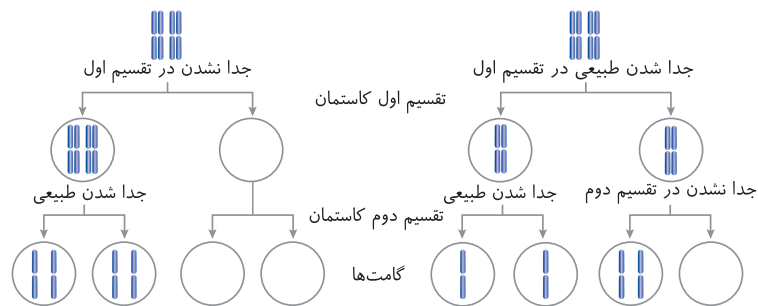 جدا شدن طبیعی در تقسیم اول
جدا نشدن در تقسیم اول
تقسیم اول کاستمان
جدا نشدن در تقسیم دوم
جدا شدن طبیعی
جدا شدن طبیعی
تقسیم دوم کاستمان
گامت‌ها